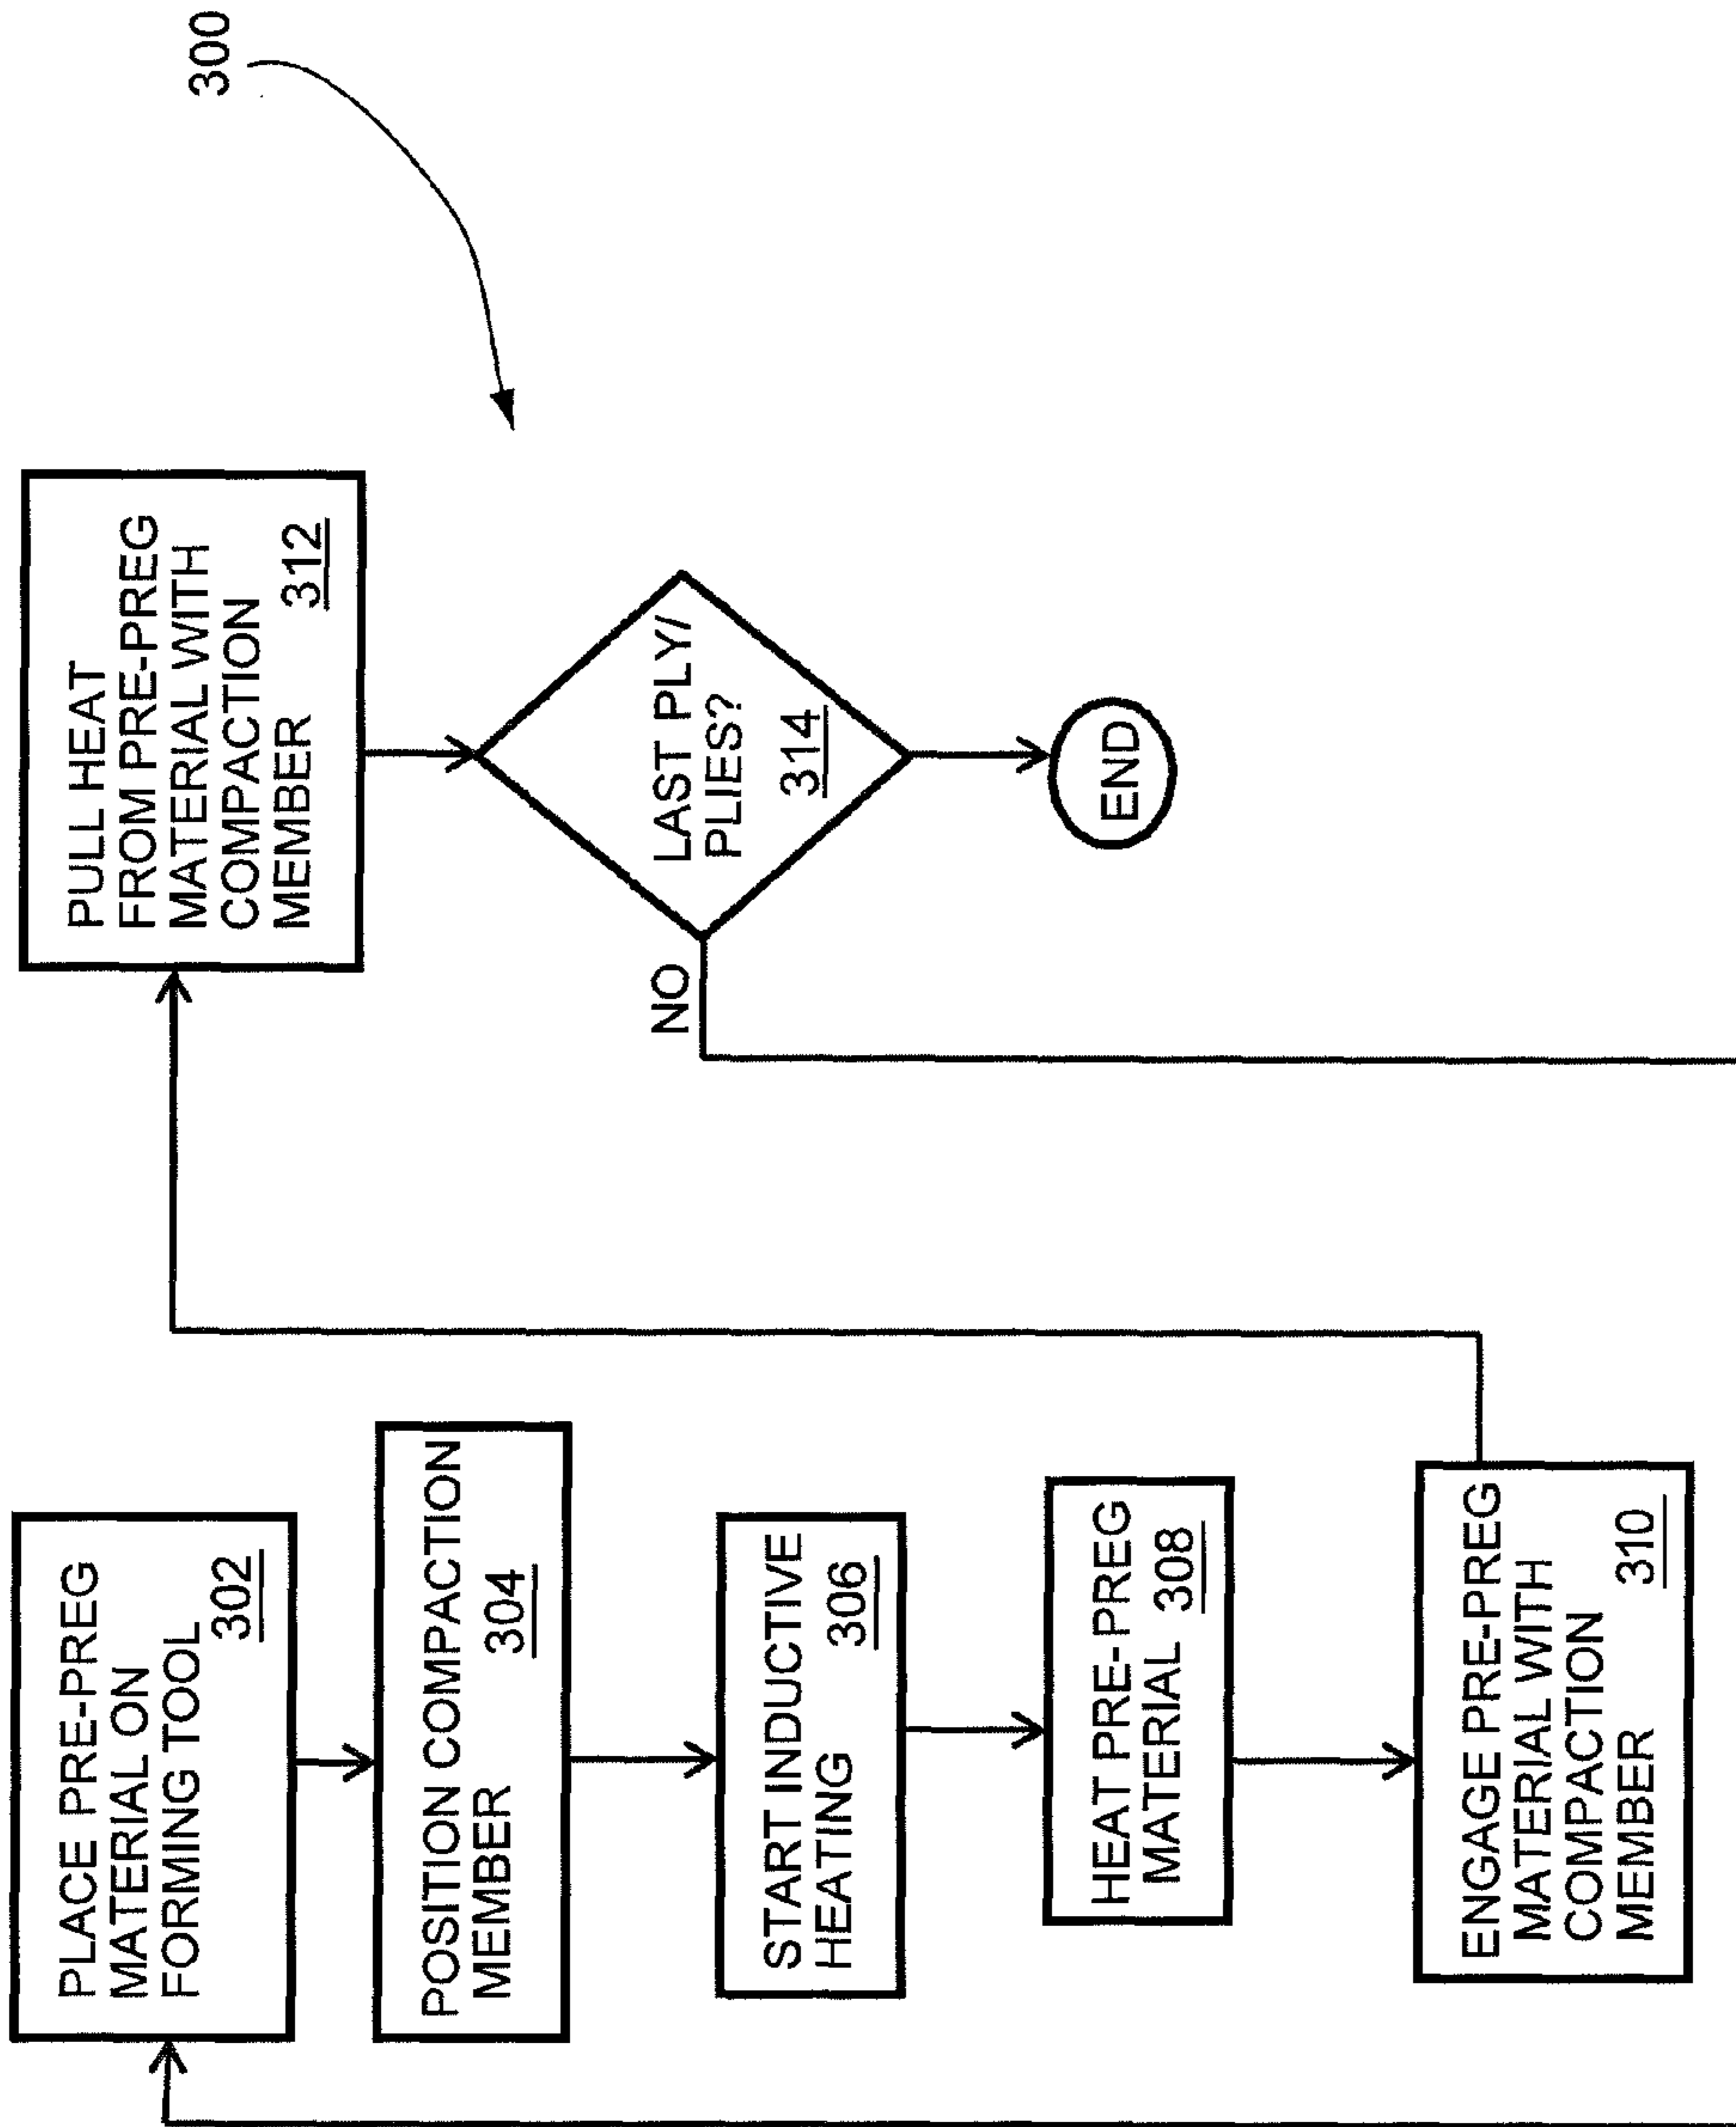 300
PLACE PRE-PREG
MATERIAL ON
FORMING TOOL
302
POSITION COMPACTION
MEMBER
304
START INDUCTIVE
HEATING
306
HEAT PRE-PREG
MATERIAL
308
ENGAGE PRE-PREG
MATERIAL WITH
COMPACTION
MEMBER
310
PULL HEAT
FROM PRE-PREG
MATERIAL WITH
COMPACTION
MEMBER
312
LAST PLY/
PLIES?
314
NO
END